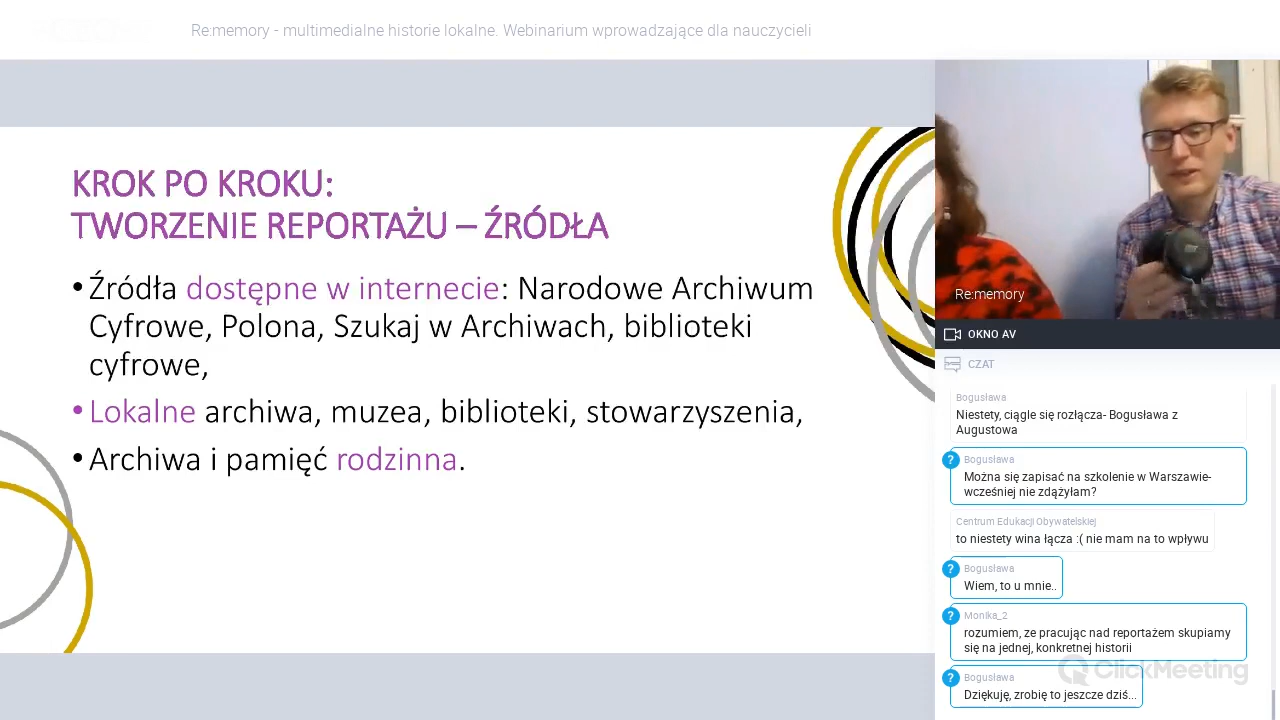 Re:memory - multimedialne historie lokalne. Webinarium wprowadzające dla nauczycieli
KROK PO KROKU:
TWORZENIE REPORTAŻU – ŹRÓDŁA
•Źródła dostępne w internecie: Narodowe Archiwum
Cyfrowe, Polona, Szukaj w Archiwach, biblioteki
cyfrowe,
•Lokalne archiwa, muzea, biblioteki, stowarzyszenia,
•Archiwa i pamięć rodzinna.
Re:memory
OKNO AV
CZAT
Bogusława
Niestety, ciągle się rozłącza- Bogusława z
Augustowa
?
Bogusława
Można się zapisać na szkolenie w Warszawie-
wcześniej nie zdążyłam?
Centrum Edukacji Obywatelskiej
to niestety wina łącza :( nie mam na to wpływu
?
Bogusława
Wiem, to u mnie..
?
Monika_2
rozumiem, ze pracując nad reportażem skupiamy
się na jednej, konkretnej historii
ClickMeeting
?
Bogusława
Dziękuję, zrobię to jeszcze dziś...